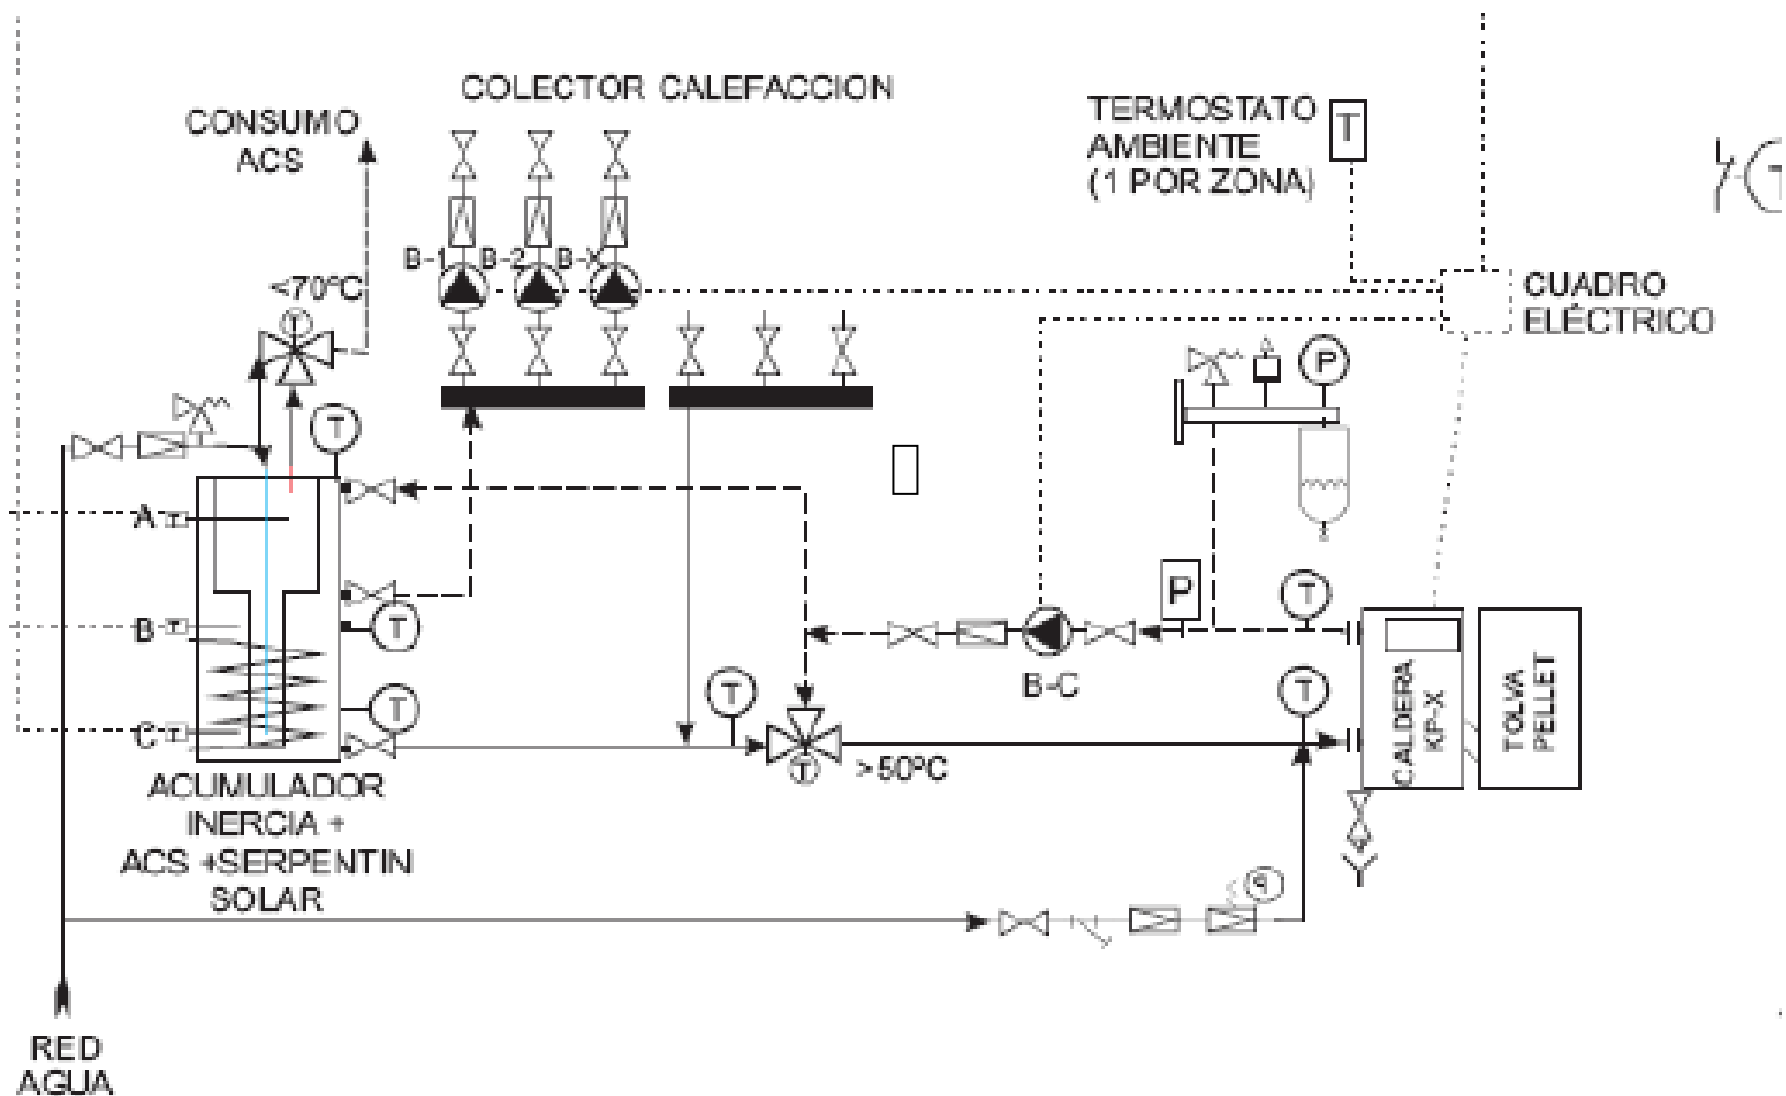 COLECTOR CALEFACCION
CONSUMO
ACS
TERMOSTATO
AMBIENTE
(1 POR ZONA)
T
T
B-1
B-2
B-X
<70ºC
T
CUADRO
ELÉCTRICO
P
T
A
B
T
P
T
B-C
C
T
T
T
T
>50ºC
CALDERA
KP-X
TOLVA
PELLET
ACUMULADOR
INERCIA +
ACS +SERPENTIN
SOLAR
RED
AGUA